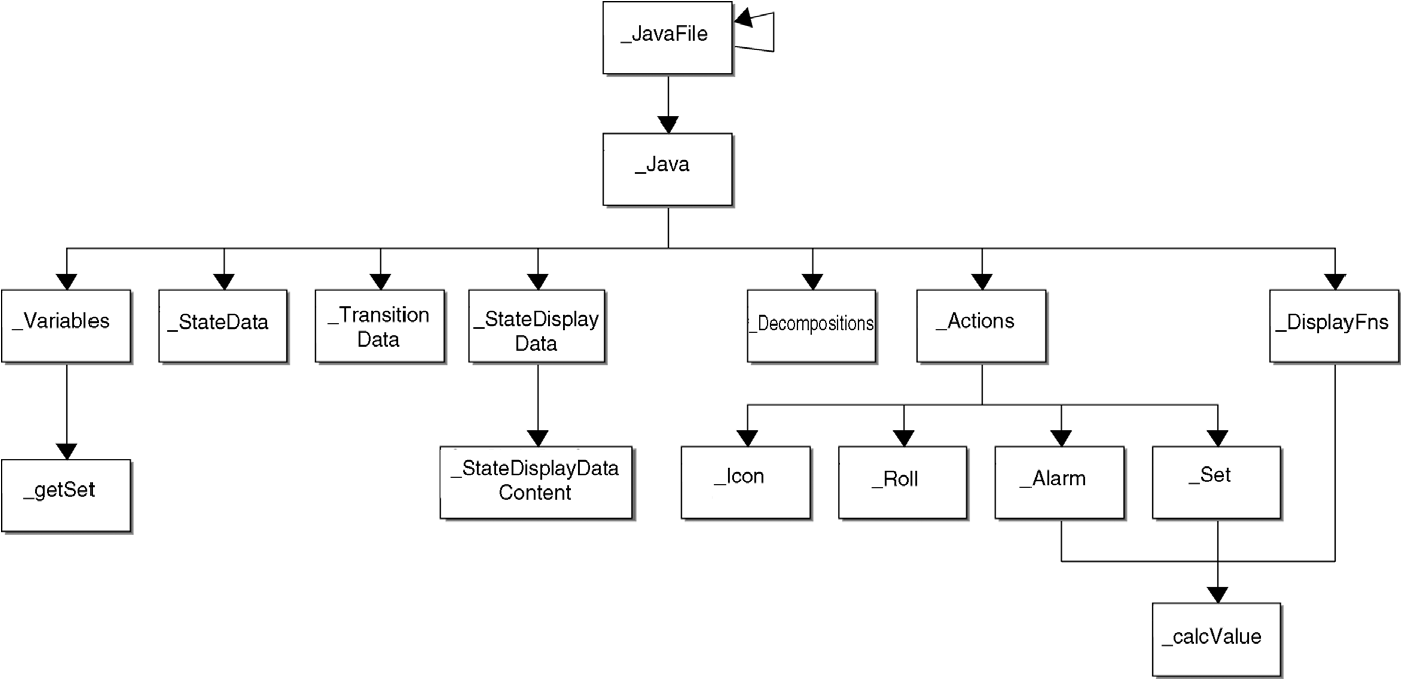 _JavaFile
_Java
_Variables
_StateData
_Transition
Data
_StateDisplay
Data
_Decompositions
_Actions
_DisplayFns
_getSet
_StateDisplayData
Content
_Icon
_Roll
_Alarm
_Set
_calcValue